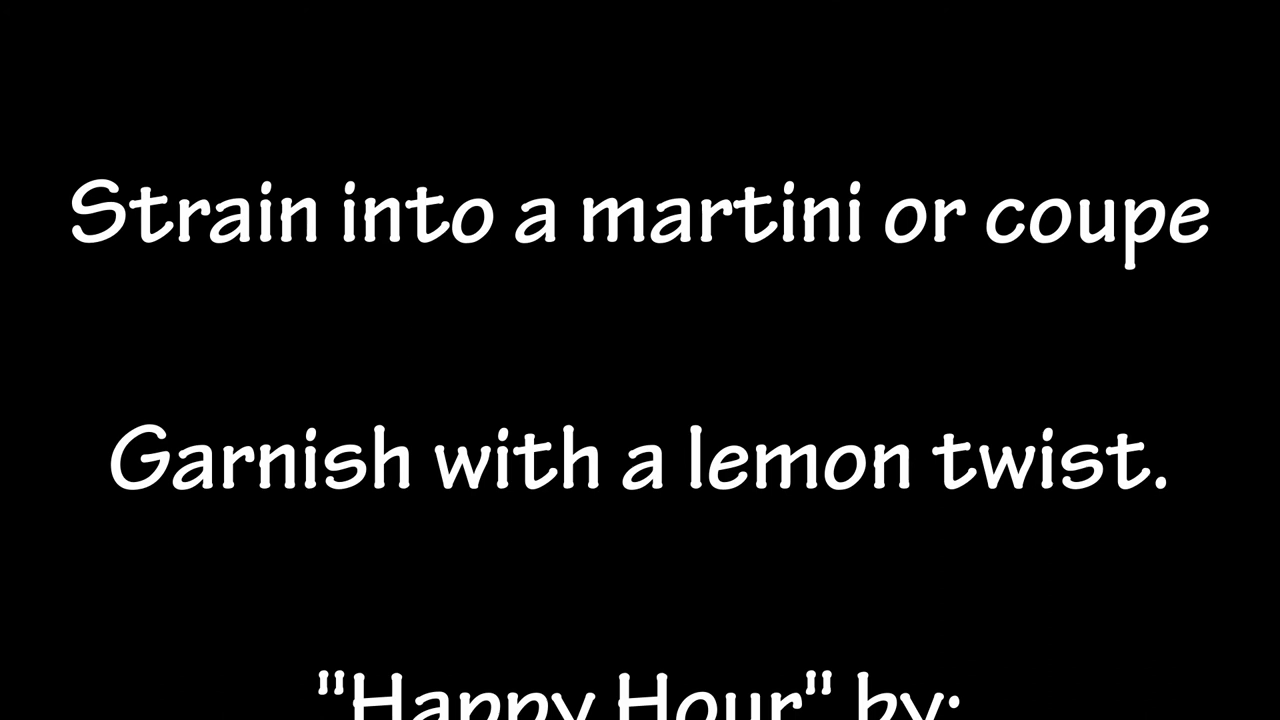 Strain into a martini or coupe
Garnish with a lemon twist.
"Happy Hour" by: